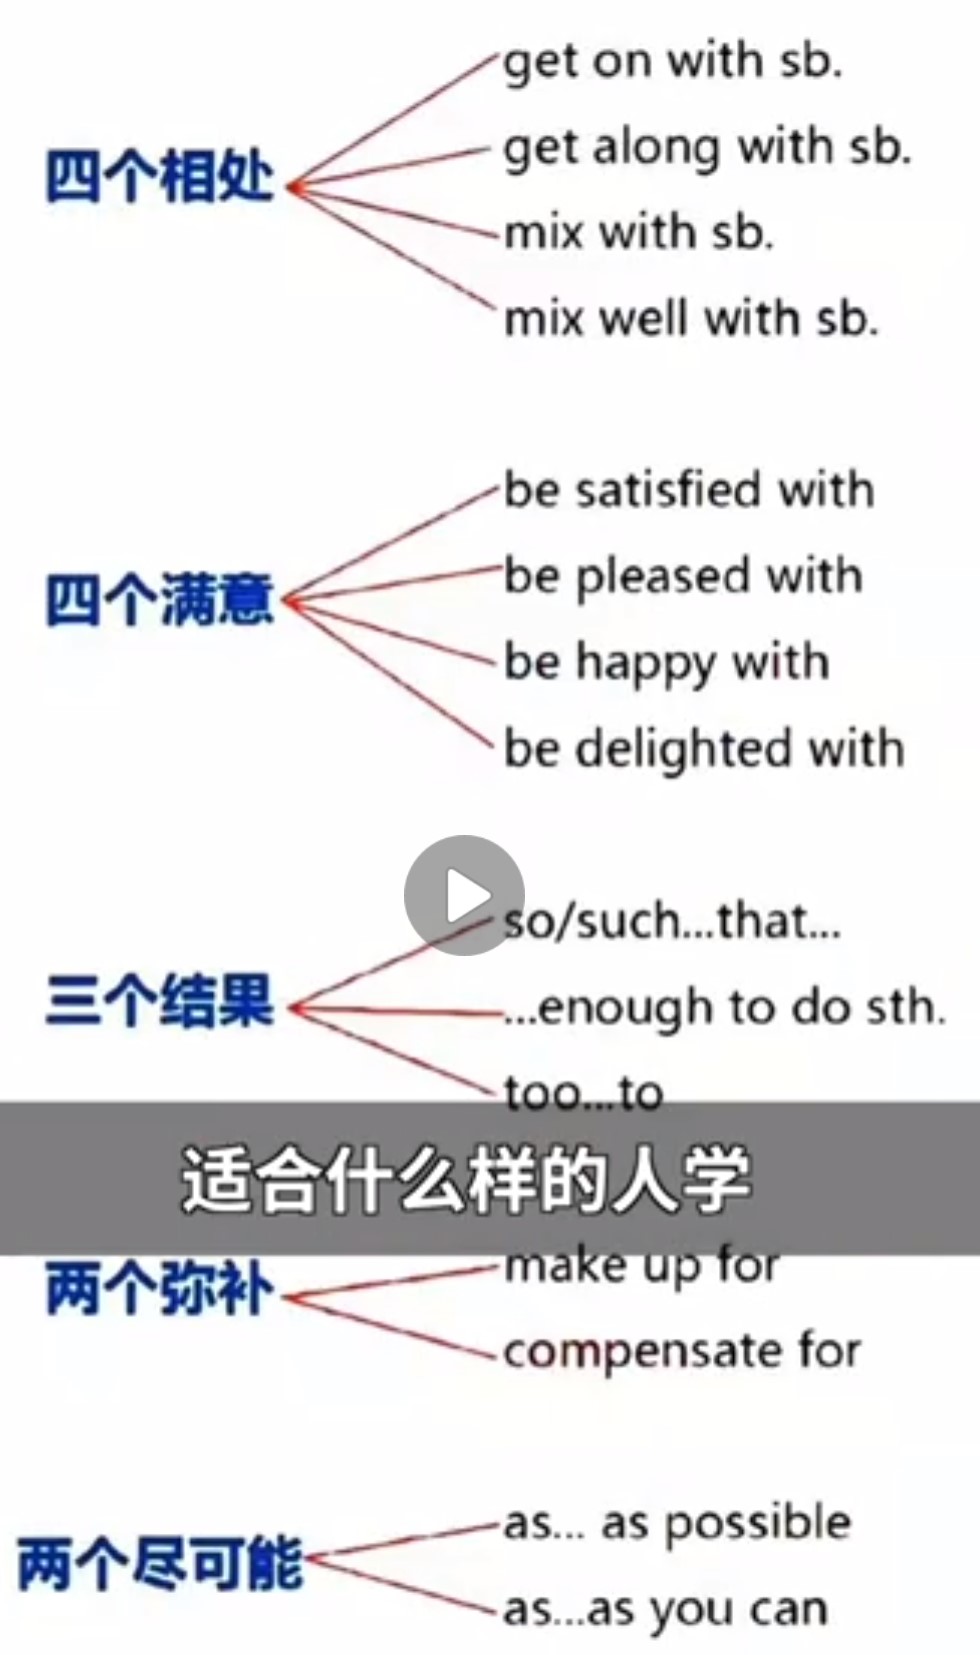 四个相处
get on with sb.
get along with sb.
mix with sb.
mix well with sb.
四个满意
be satisfied with
be pleased with
be happy with
be delighted with
三个结果
so/such...that...
...enough to do sth.
too...to
适合什么样的人学
两个弥补
make up for
compensate for
两个尽可能
as... as possible
as...as you can